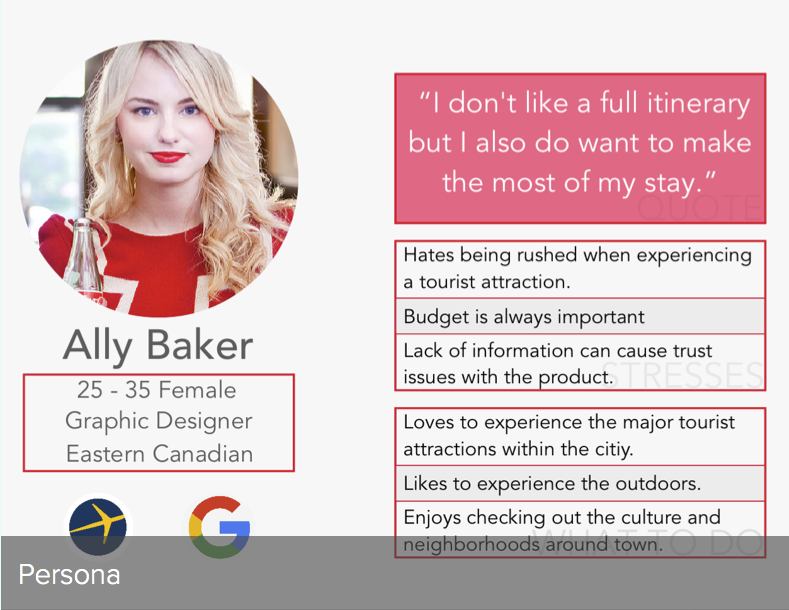 “I don't like a full itinerary
but I also do want to make
the most of my stay.”
QUOTE
Hates being rushed when experiencing
a tourist attraction.
Budget is always important
Lack of information can cause trust
issues with the product.
STRESSES
Ally Baker
25 - 35 Female
Graphic Designer
Eastern Canadian
Loves to experience the major tourist
attractions within the citiy.
Likes to experience the outdoors.
Enjoys checking out the culture and
neighborhoods around town.
WHAT TO DO
G
Persona